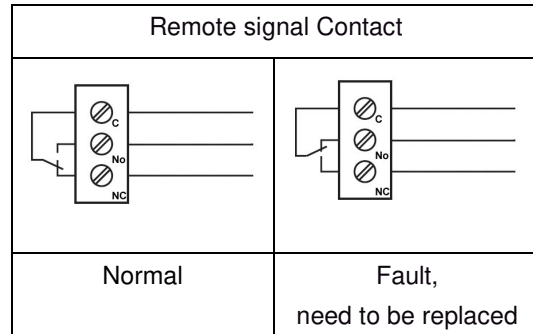 Remote signal Contact
C
No
NC
C
No
NC
Normal
Fault,
need to be replaced